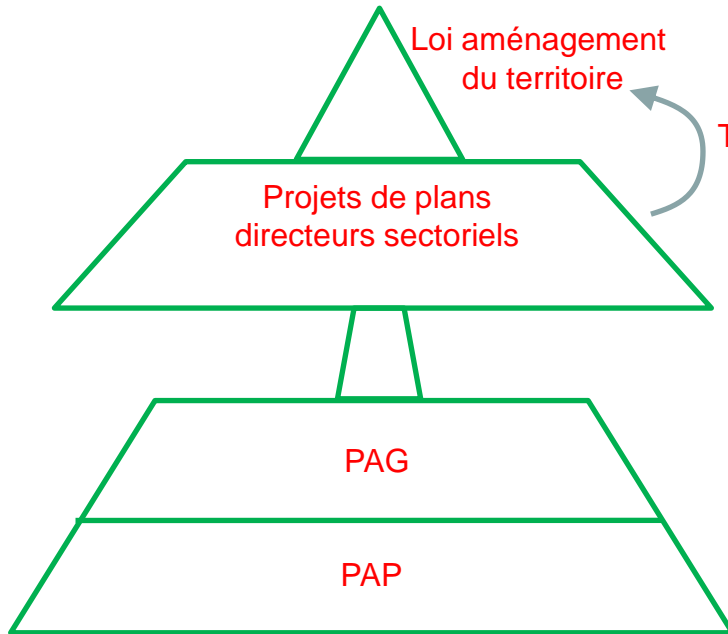 Loi aménagement
du territoire
T
Projets de plans
directeurs sectoriels
PAG
PAP